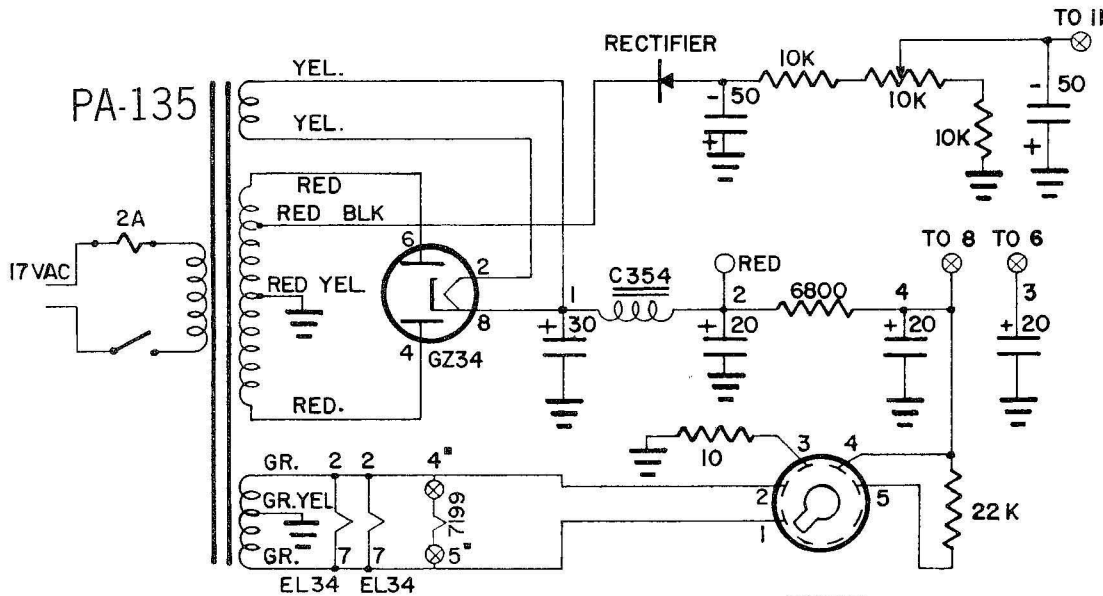 TO 11
YEL.
RECTIFIER
10K
PA-135
YEL.
- 50
+
10K
- 50
+
10K
RED
RED BLK
2A
6
2
TO 8
TO 6
17 VAC
RED YEL.
C354
RED
1
2
6800
4
3
8
+ 30
+ 20
+ 20
+ 20
4
GZ34
RED.
GR.
2
2
4"
10
3
4
GR.YEL
7199
2
5
22 K
1
GR.
7
7
5"
EL34
EL34